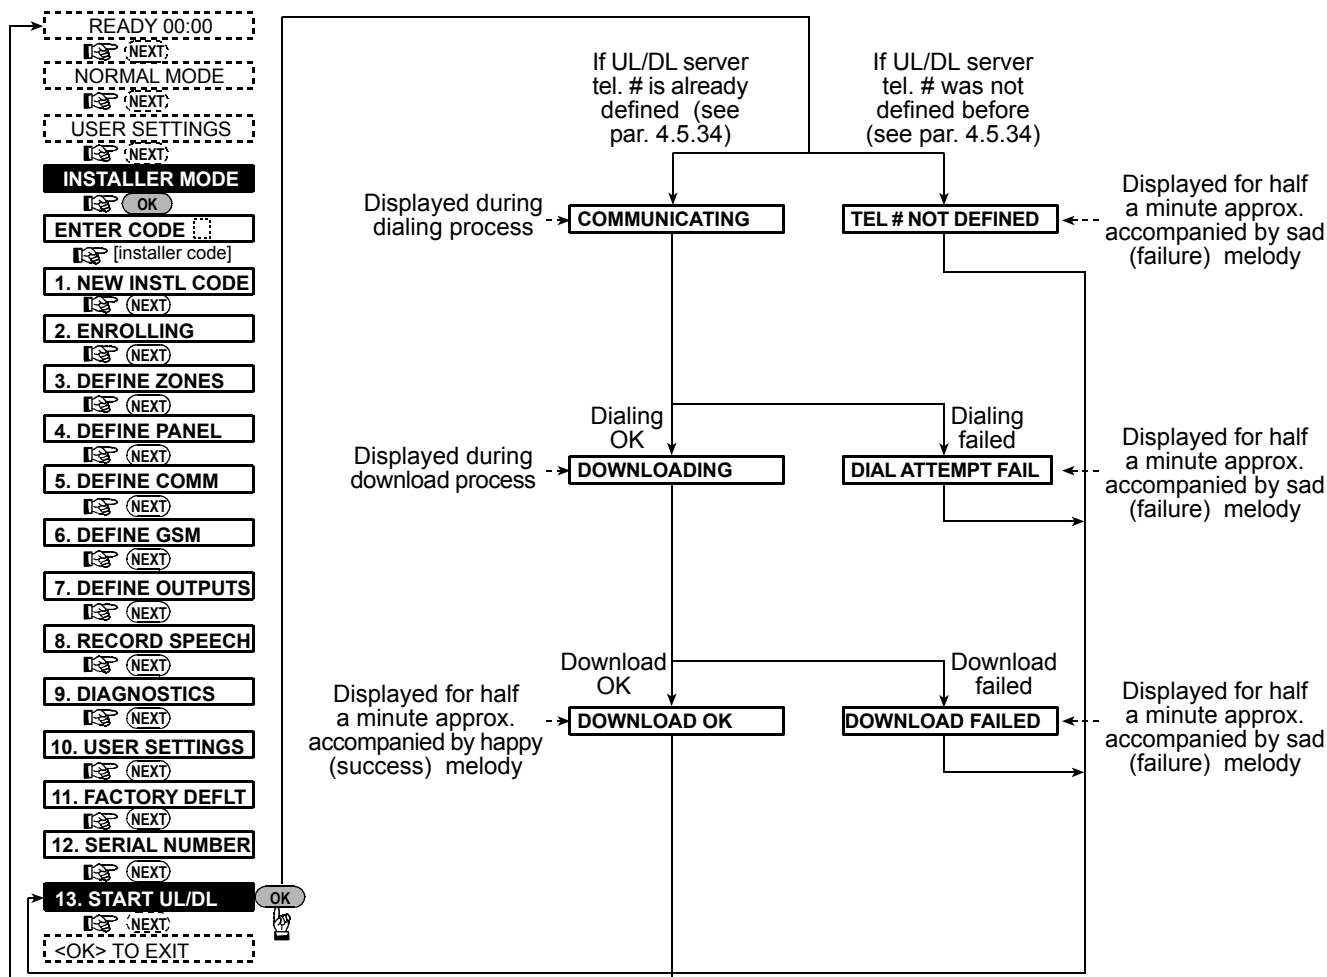 READY 00:00
NEXT
NORMAL MODE
NEXT
USER SETTINGS
NEXT
INSTALLER MODE
OK
ENTER CODE
[installer code]
1. NEW INSTL CODE
NEXT
2. ENROLLING
NEXT
3. DEFINE ZONES
NEXT
4. DEFINE PANEL
NEXT
5. DEFINE COMM
NEXT
6. DEFINE GSM
NEXT
7. DEFINE OUTPUTS
NEXT
8. RECORD SPEECH
NEXT
9. DIAGNOSTICS
NEXT
10. USER SETTINGS
NEXT
11. FACTORY DEFLT
NEXT
12. SERIAL NUMBER
NEXT
13. START UL/DL
OK
NEXT
<OK> TO EXIT
If UL/DL server
tel. # is already
defined (see
par. 4.5.34)
If UL/DL server
tel. # was not
defined before
(see par. 4.5.34)
Displayed during
dialing process
COMMUNICATING
TEL # NOT DEFINED
Displayed for half
a minute approx.
accompanied by sad
(failure) melody
Dialing
OK
Dialing
failed
Displayed during
download process
DOWNLOADING
DIAL ATTEMPT FAIL
Displayed for half
a minute approx.
accompanied by sad
(failure) melody
Download
OK
Download
failed
Displayed for half
a minute approx.
accompanied by happy
(success) melody
DOWNLOAD OK
DOWNLOAD FAILED
Displayed for half
a minute approx.
accompanied by sad
(failure) melody